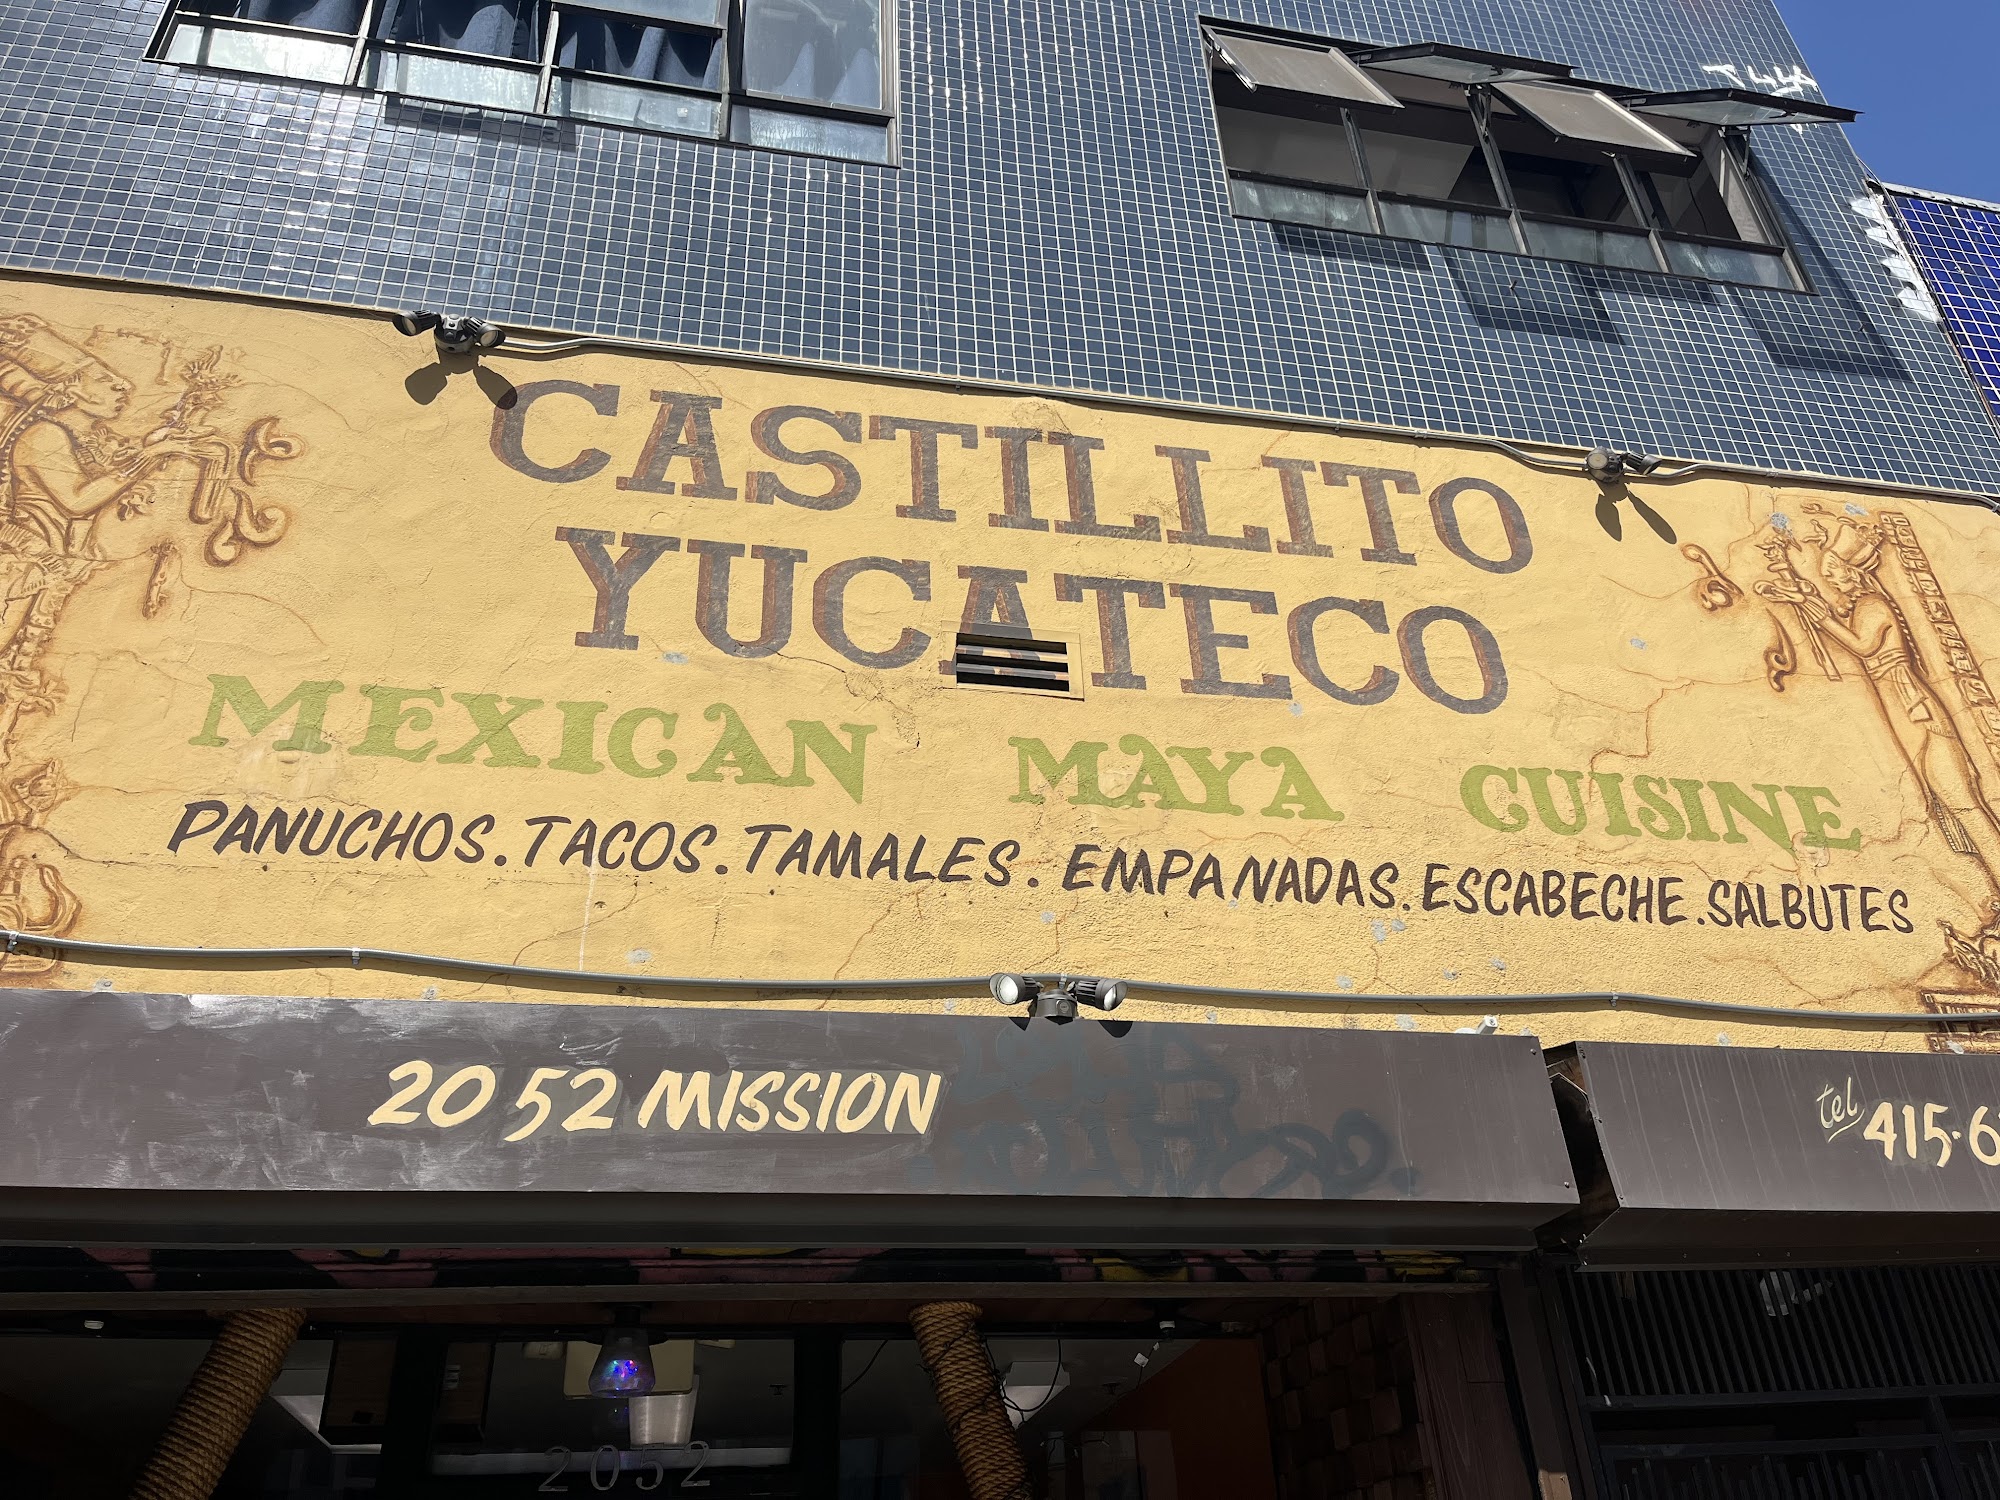 CASTILLITO
YUCATECO
MEXICAN MAYA CUISINE
PANUCHOS.TACOS.TAMALES.EMPANADAS.ESCABECHE.SALBUTES
2052 MISSION
tel 415-6
2052